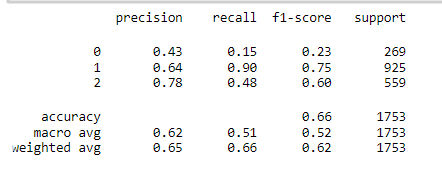 precision recall f1-score support
0 0.43 0.15 0.23 269
1 0.64 0.90 0.75 925
2 0.78 0.48 0.60 559
accuracy 0.66 1753
macro avg 0.62 0.51 0.52 1753
weighted avg 0.65 0.66 0.62 1753